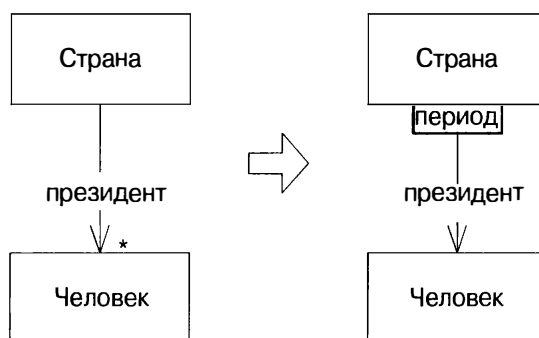 Страна
президент
*
Человек
Страна
период
президент
Человек